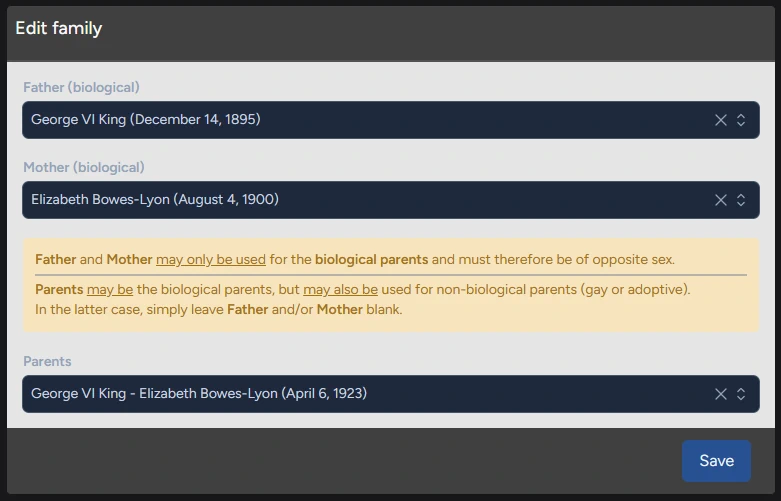 Edit family
Father (biological)
George VI King (December 14, 1895)
Mother (biological)
Elizabeth Bowes-Lyon (August 4, 1900)
Father and Mother may only be used for the biological parents and must therefore be of opposite sex.
Parents may be the biological parents, but may also be used for non-biological parents (gay or adoptive).
In the latter case, simply leave Father and/or Mother blank.
Parents
George VI King - Elizabeth Bowes-Lyon (April 6, 1923)
Save